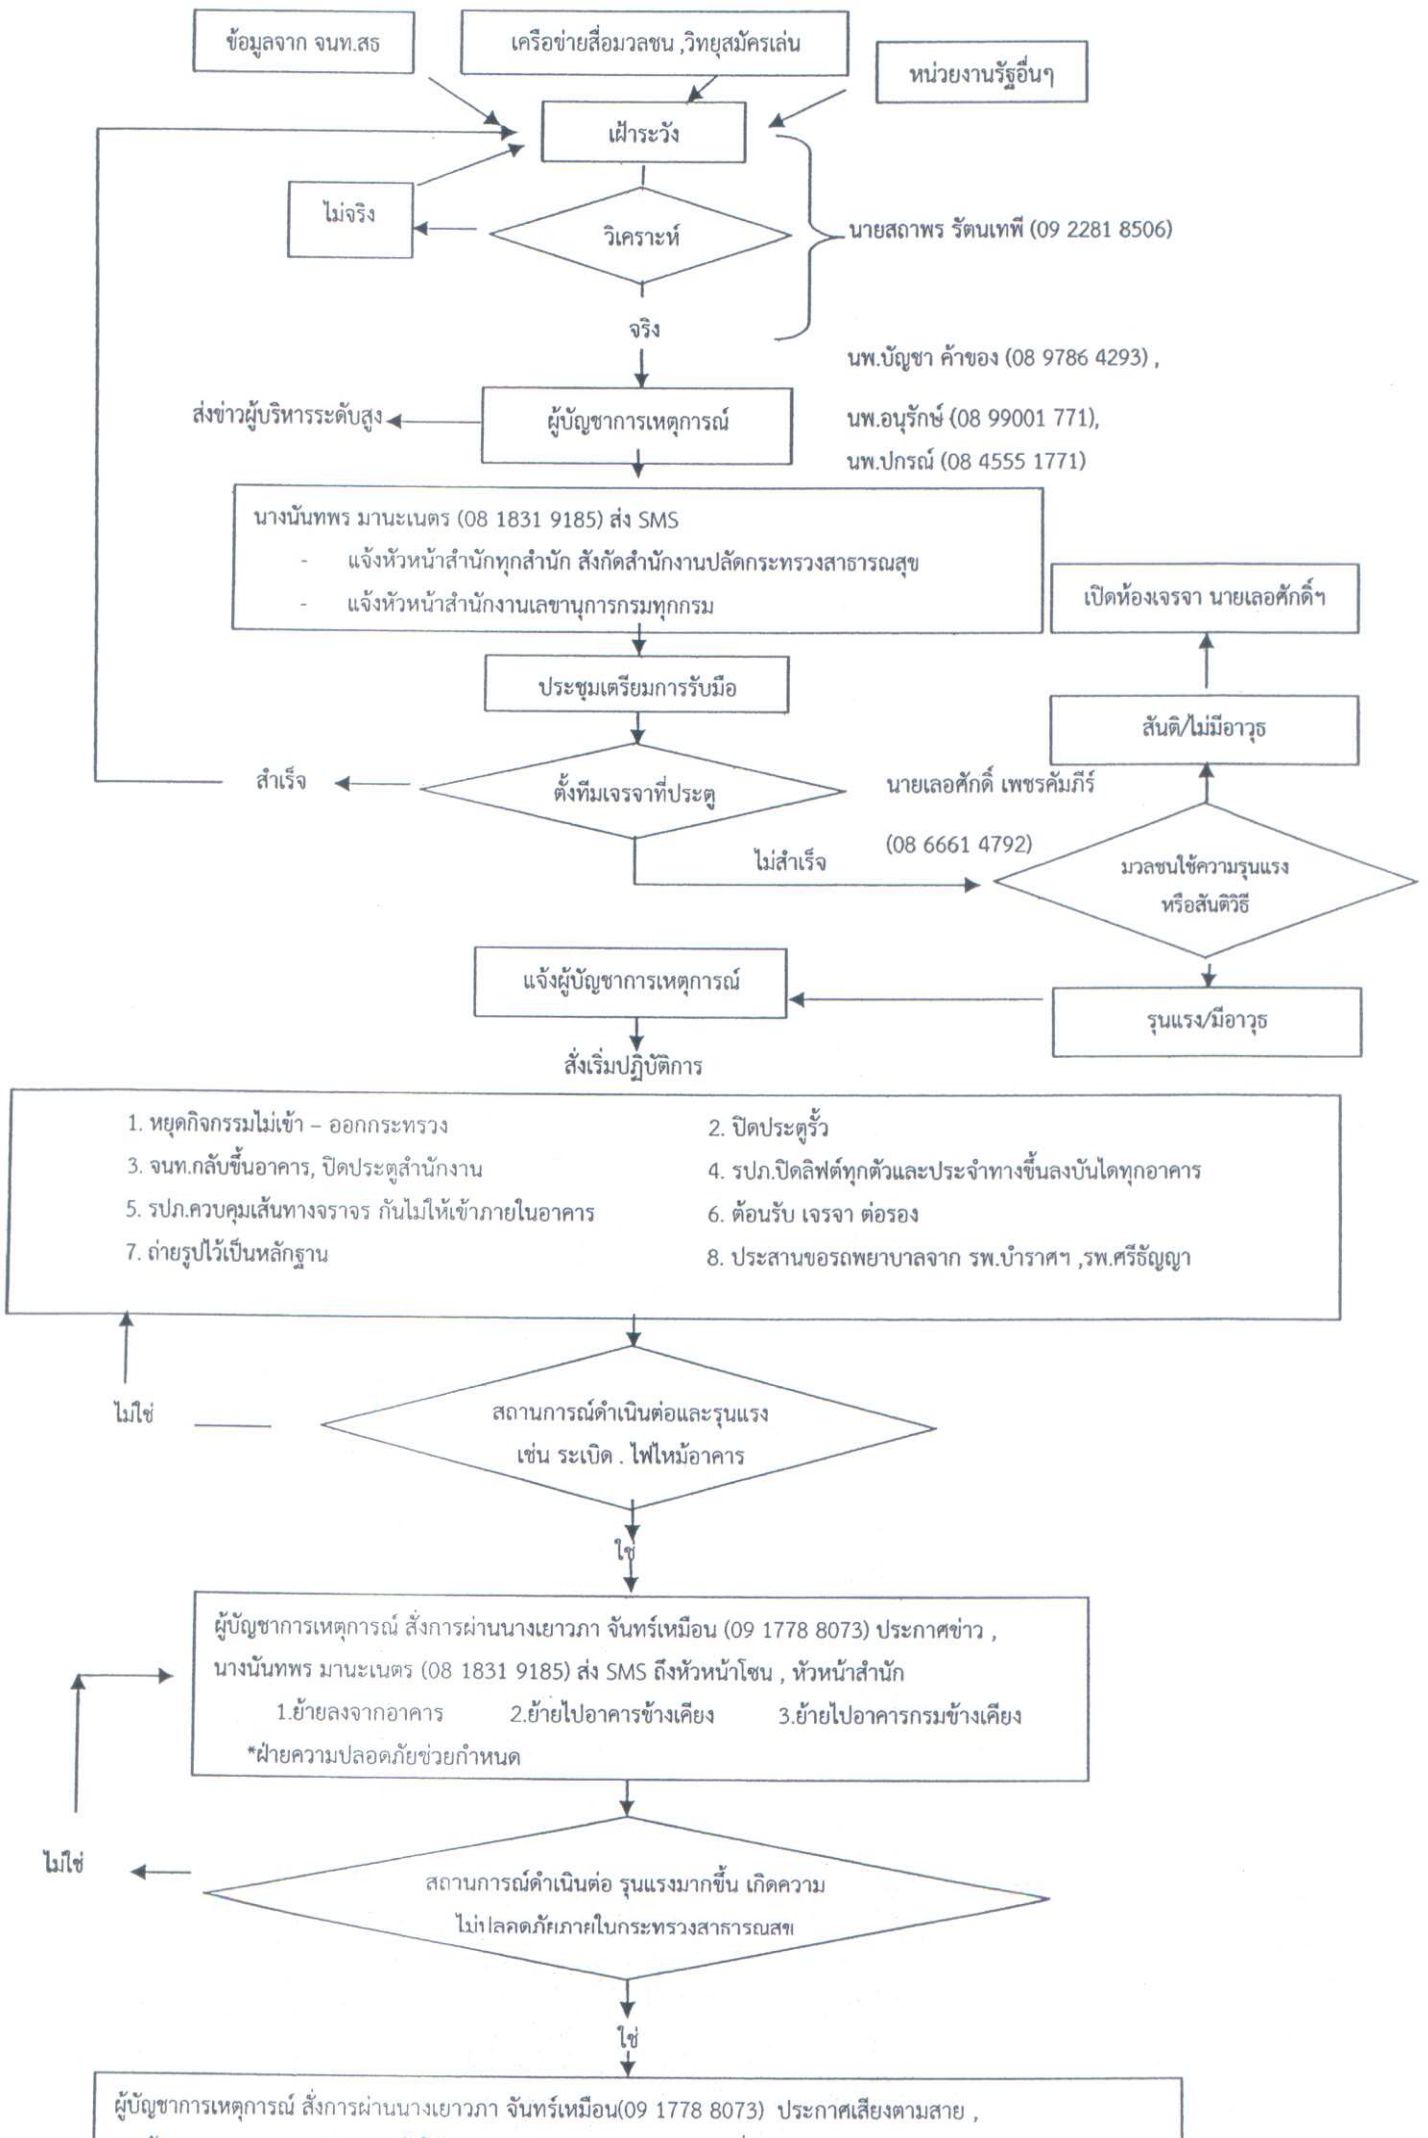 ข้อมูลจาก จนท.สธ
เครือข่ายสื่อมวลชน ,วิทยุสมัครเล่น
หน่วยงานรัฐอื่นๆ
เฝ้าระวัง
ไม่จริง
วิเคราะห์
นายสถาพร รัตนเทพี (09 2281 8506)
จริง
นพ.บัญชา ค้าของ (08 9786 4293) ,
ส่งข่าวผู้บริหารระดับสูง
ผู้บัญชาการเหตุการณ์
นพ.อนุรักษ์ (08 99001 771),
นพ.ปกรณ์ (08 4555 1771)
นางนันทพร มานะเนตร (08 1831 9185) ส่ง SMS
- แจ้งหัวหน้าสำนักทุกสำนัก สังกัดสำนักงานปลัดกระทรวงสาธารณสุข
- แจ้งหัวหน้าสำนักงานเลขานุการกรมทุกกรม
เปิดห้องเจรจา นายเลอศักดิ์ฯ
ประชุมเตรียมการรับมือ
สันติ/ไม่มีอาวุธ
สำเร็จ
ตั้งทีมเจรจาที่ประตู
นายเลอศักดิ์ เพชรคัมภีร์
(08 6661 4792)
ไม่สำเร็จ
มวลชนใช้ความรุนแรง
หรือสันติวิธี
แจ้งผู้บัญชาการเหตุการณ์
รุนแรง/มีอาวุธ
สั่งเริ่มปฏิบัติการ
1. หยุดกิจกรรมไม่เข้า – ออกกระทรวง
2. ปิดประตูรั้ว
3. จนท.กลับขึ้นอาคาร, ปิดประตูสำนักงาน
4. รปภ.ปิดลิฟต์ทุกตัวและประจำทางขึ้นลงบันไดทุกอาคาร
5. รปภ.ควบคุมเส้นทางจราจร กันไม่ให้เข้าภายในอาคาร
6. ต้อนรับ เจรจา ต่อรอง
7. ถ่ายรูปไว้เป็นหลักฐาน
8. ประสานขอรถพยาบาลจาก รพ.บำราศฯ ,รพ.ศรีธัญญา
ไม่ใช่
สถานการณ์ดำเนินต่อและรุนแรง
เช่น ระเบิด . ไฟไหม้อาคาร
ใช่
ผู้บัญชาการเหตุการณ์ สั่งการผ่านนางเยาวภา จันทร์เหมือน (09 1778 8073) ประกาศข่าว ,
นางนันทพร มานะเนตร (08 1831 9185) ส่ง SMS ถึงหัวหน้าโซน , หัวหน้าสำนัก
1.ย้ายลงจากอาคาร 2.ย้ายไปอาคารข้างเคียง 3.ย้ายไปอาคารกรมข้างเคียง
*ฝ่ายความปลอดภัยช่วยกำหนด
ไม่ใช่
สถานการณ์ดำเนินต่อ รุนแรงมากขึ้น เกิดความ
ไม่ปลอดภัยภายในกระทรวงสาธารณสุข
ใช่
ผู้บัญชาการเหตุการณ์ สั่งการผ่านนางเยาวภา จันทร์เหมือน(09 1778 8073) ประกาศเสียงตามสาย ,